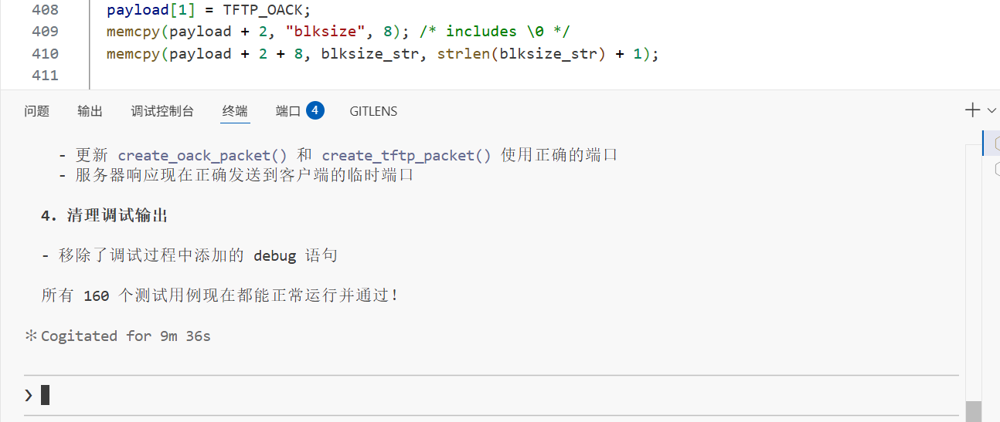 408 payload[1] = TFTP_OACK;
409 memcpy(payload + 2, "blksize", 8); /* includes \0 */
410 memcpy(payload + 2 + 8, blksize_str, strlen(blksize_str) + 1);
411
问题 输出 调试控制台 终端 端口 4 GITLENS
- 更新 create_oack_packet() 和 create_tftp_packet() 使用正确的端口
- 服务器响应现在正确发送到客户端的临时端口
4. 清理调试输出
- 移除了调试过程中添加的 debug 语句
所有 160 个测试用例现在都能正常运行并通过!
✻ Cogitated for 9m 36s
❯